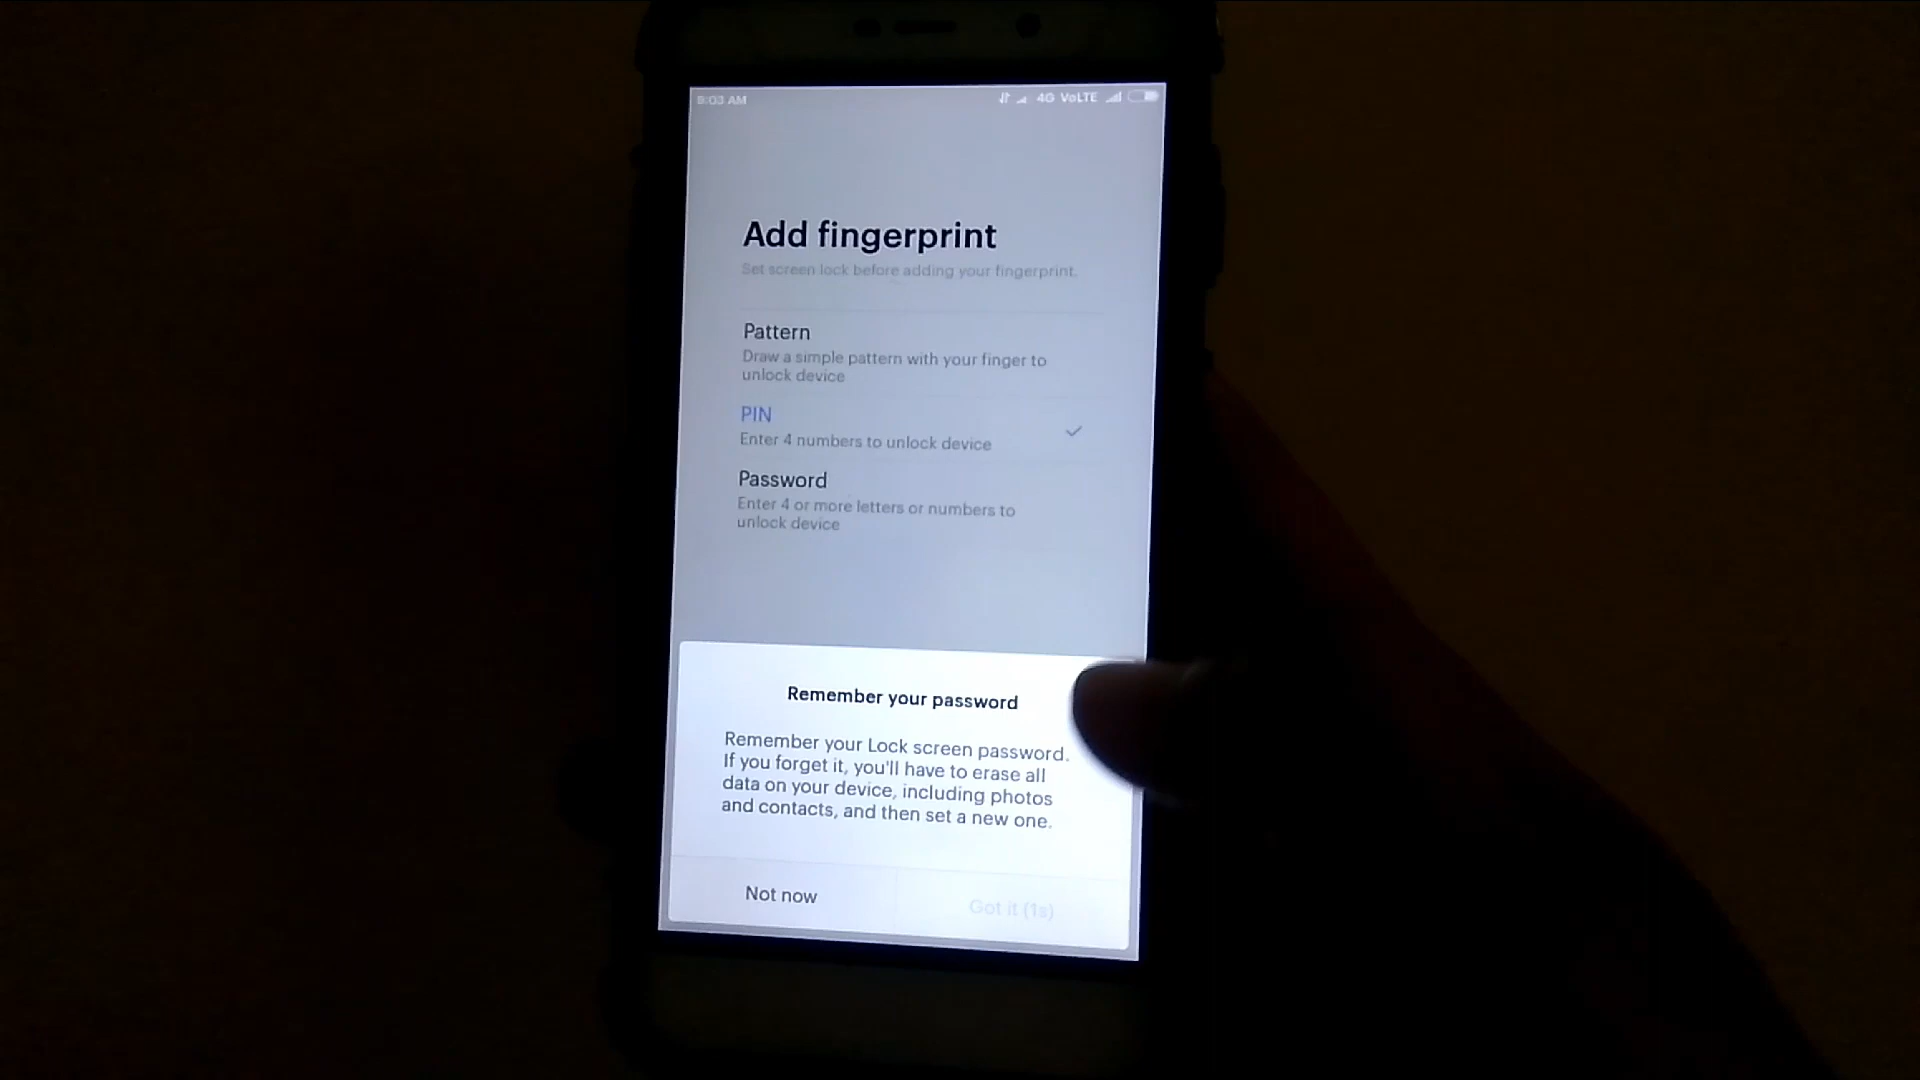 8:03 AM 4G VoLTE
Add fingerprint
Set screen lock before adding your fingerprint.
Pattern
Draw a simple pattern with your finger to
unlock device
PIN
Enter 4 numbers to unlock device
Password
Enter 4 or more letters or numbers to
unlock device
Remember your password
Remember your Lock screen password.
If you forget it, you'll have to erase all
data on your device, including photos
and contacts, and then set a new one.
Not now Got it (1s)